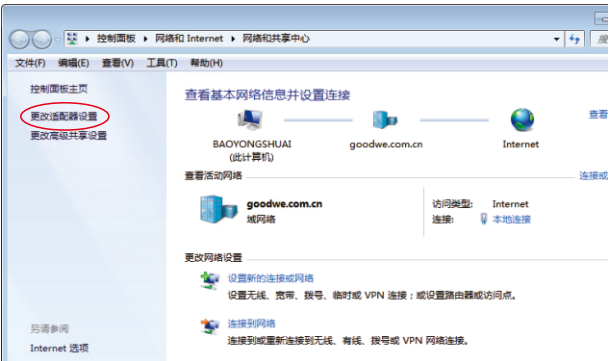 控制面板 ▸ 网络和 Internet ▸ 网络和共享中心
文件(F) 编辑(E) 查看(V) 工具(T) 帮助(H)
控制面板主页
更改适配器设置
更改高级共享设置
查看基本网络信息并设置连接
查看
BAOYONGSHUAI
(此计算机)
goodwe.com.cn
Internet
查看活动网络
连接或
goodwe.com.cn
域网络
访问类型: Internet
连接: 本地连接
更改网络设置
设置新的连接或网络
设置无线、宽带、拨号、临时或 VPN 连接；或设置路由器或访问点。
连接到网络
连接到或重新连接到无线、有线、拨号或 VPN 网络连接。
另请参阅
Internet 选项